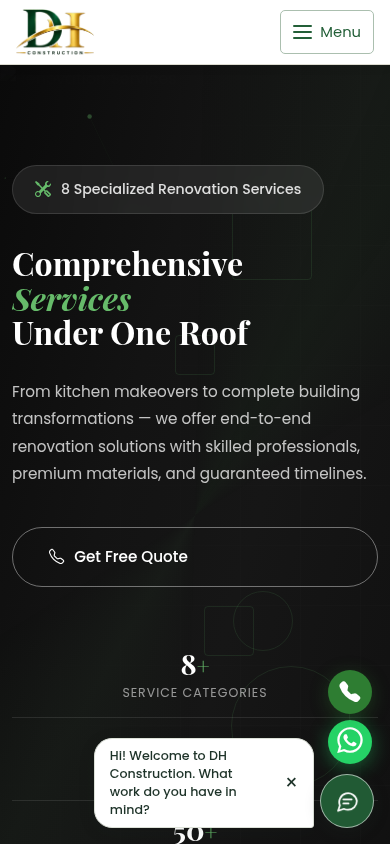 DH
CONSTRUCTION
Menu
8 Specialized Renovation Services
Comprehensive
Services
Under One Roof
From kitchen makeovers to complete building
transformations — we offer end-to-end
renovation solutions with skilled professionals,
premium materials, and guaranteed timelines.
Get Free Quote
8+
SERVICE CATEGORIES
Hi! Welcome to DH
Construction. What
work do you have in
mind?
×
50+